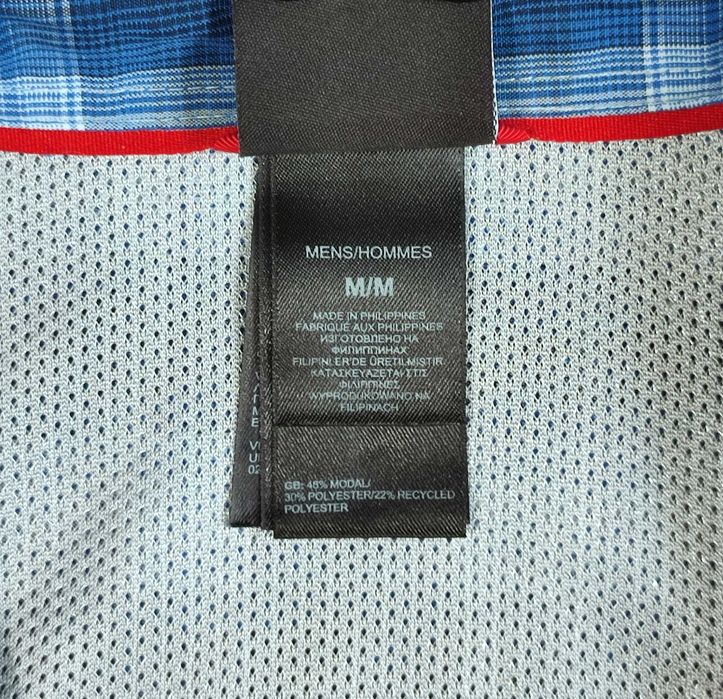 MENS/HOMMES
M/M
MADE IN PHILIPPINES
FABRIQUE AUX PHILIPPINES
ИЗГОТОВЛЕНО НА
ФИЛИППИНАХ
FILIPINLER'DE ÜRETILMIŞTIR
ΚΑΤΑΣΚΕΥΑΖΕΤΑΙ ΣΤΙΣ
ΦΙΛΙΠΠΙΝΕΣ
WYPRODUKOWANO NA
FILIPINACH
GB: 48% MODAL/
30% POLYESTER/22% RECYCLED
POLYESTER